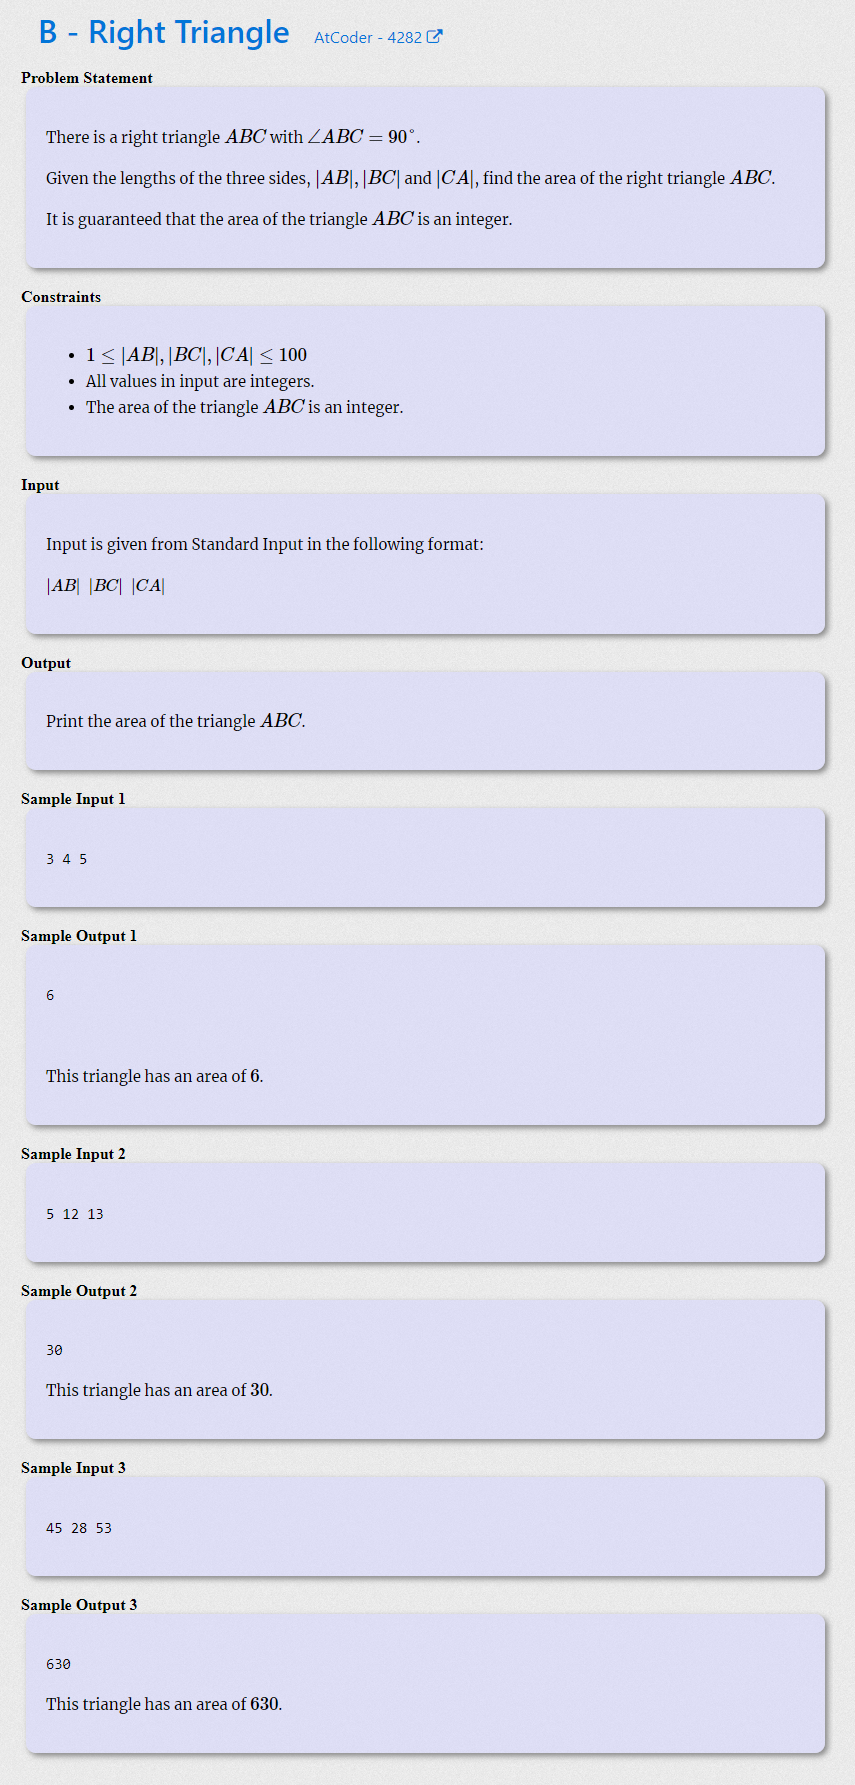 B - Right Triangle AtCoder - 4282
Problem Statement
There is a right triangle ABC with ∠ABC = 90°.
Given the lengths of the three sides, |AB|, |BC| and |CA|, find the area of the right triangle ABC.
It is guaranteed that the area of the triangle ABC is an integer.
Constraints
• 1 ≤ |AB|, |BC|, |CA| ≤ 100
• All values in input are integers.
• The area of the triangle ABC is an integer.
Input
Input is given from Standard Input in the following format:
|AB| |BC| |CA|
Output
Print the area of the triangle ABC.
Sample Input 1
3 4 5
Sample Output 1
6
This triangle has an area of 6.
Sample Input 2
5 12 13
Sample Output 2
30
This triangle has an area of 30.
Sample Input 3
45 28 53
Sample Output 3
630
This triangle has an area of 630.